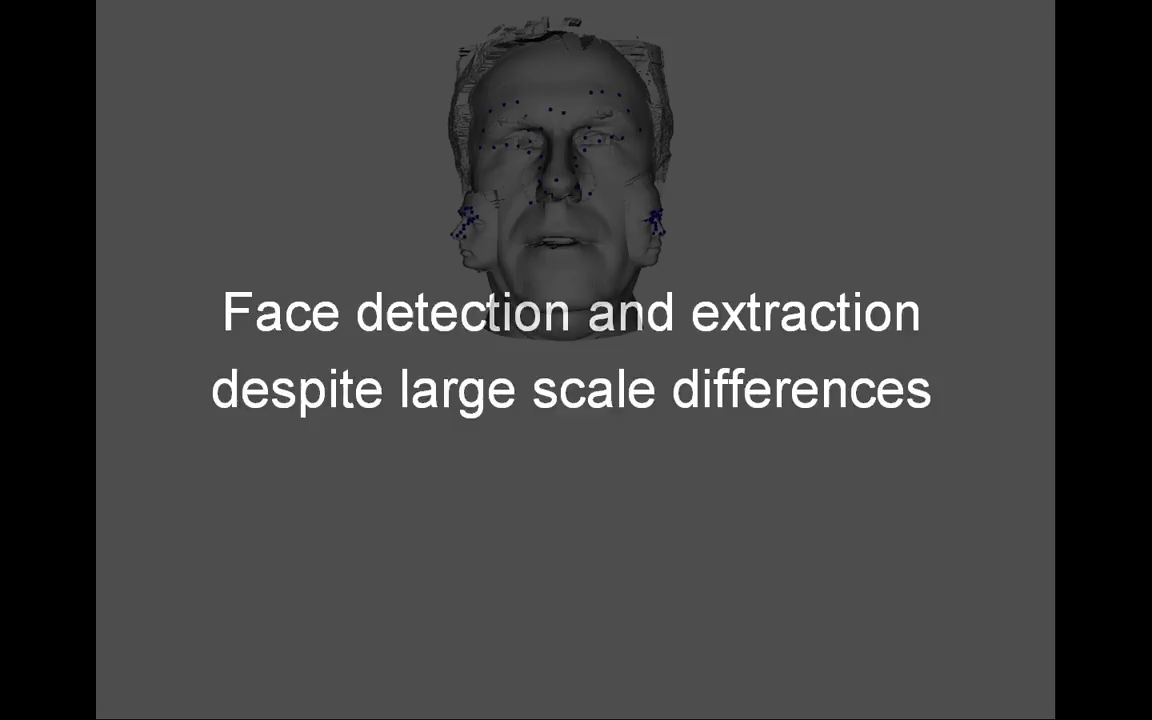 Face detection and extraction
despite large scale differences